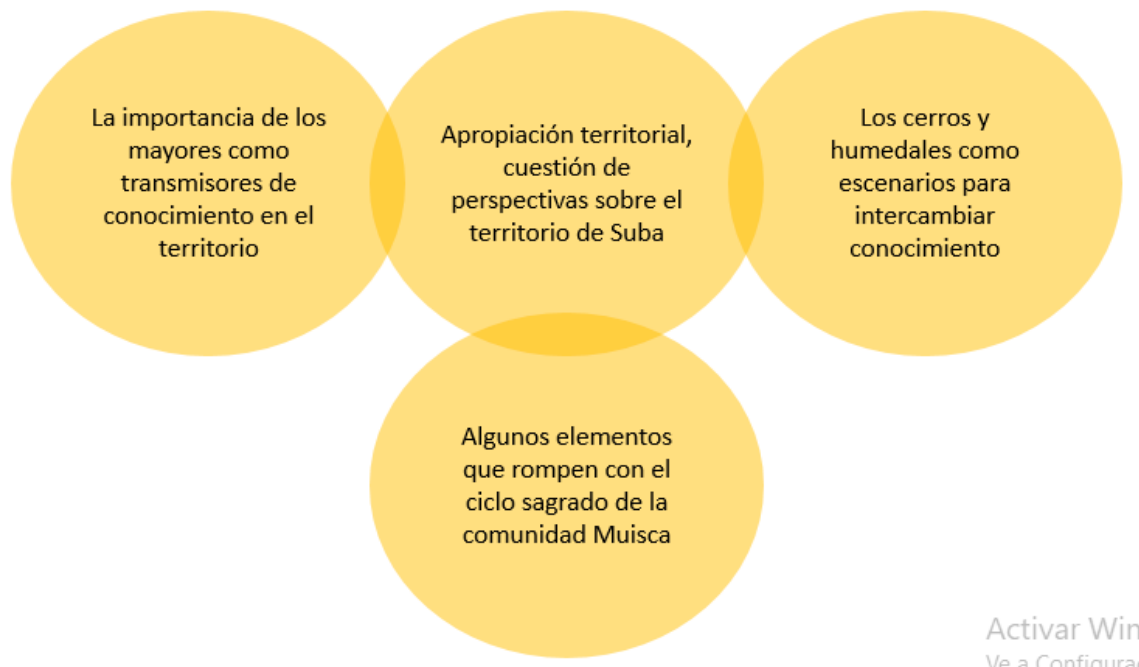 La importancia de los
mayores como
transmisores de
conocimiento en el
territorio
Apropiación territorial,
cuestión de
perspectivas sobre el
territorio de Suba
Los cerros y
humedales como
escenarios para
intercambiar
conocimiento
Algunos elementos
que rompen con el
ciclo sagrado de la
comunidad Muisca
Activar Win
Ve a Configurac